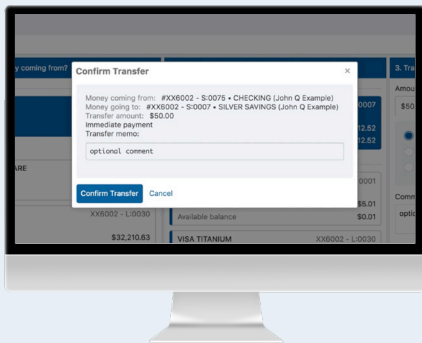 y coming from?
3. Tra
Confirm Transfer ×
Money coming from: #XX6002 - S:0075 • CHECKING (John Q Example)
Money going to: #XX6002 - S:0007 • SILVER SAVINGS (John Q Example)
Transfer amount: $50.00
Immediate payment
Transfer memo:
optional comment
Confirm Transfer Cancel
Amou
0007
$50
12.52
12.52
ARE
0001
$5.01
Comm
XX6002 - L:0030
Available balance $0.01
optio
$32,210.63
VISA TITANIUM XX6002 - L:0030